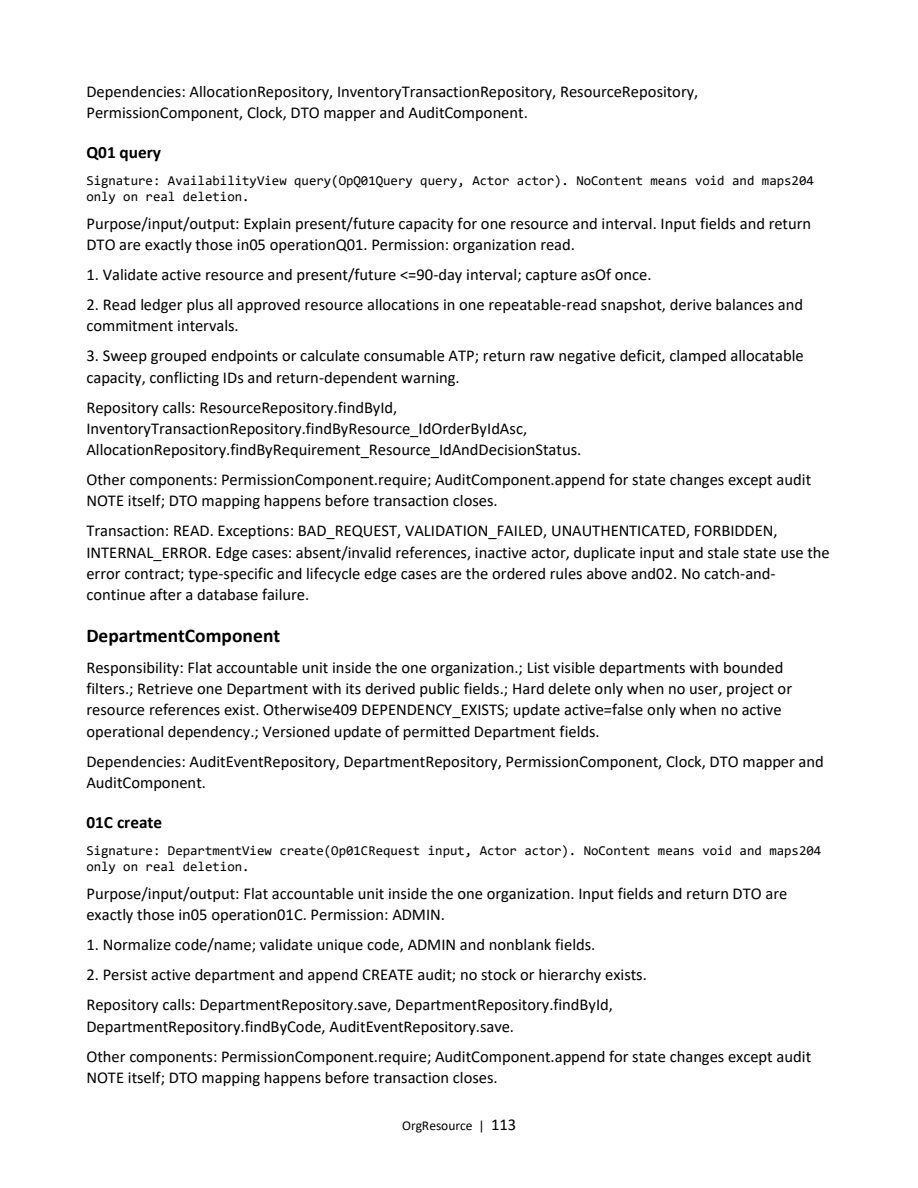 Dependencies: AllocationRepository, InventoryTransactionRepository, ResourceRepository,
PermissionComponent, Clock, DTO mapper and AuditComponent.
Q01 query
Signature: AvailabilityView query(OpQ01Query query, Actor actor). NoContent means void and maps204
only on real deletion.
Purpose/input/output: Explain present/future capacity for one resource and interval. Input fields and return
DTO are exactly those in05 operationQ01. Permission: organization read.
1. Validate active resource and present/future <=90-day interval; capture asOf once.
2. Read ledger plus all approved resource allocations in one repeatable-read snapshot, derive balances and
commitment intervals.
3. Sweep grouped endpoints or calculate consumable ATP; return raw negative deficit, clamped allocatable
capacity, conflicting IDs and return-dependent warning.
Repository calls: ResourceRepository.findById,
InventoryTransactionRepository.findByResource_IdOrderByIdAsc,
AllocationRepository.findByRequirement_Resource_IdAndDecisionStatus.
Other components: PermissionComponent.require; AuditComponent.append for state changes except audit
NOTE itself; DTO mapping happens before transaction closes.
Transaction: READ. Exceptions: BAD_REQUEST, VALIDATION_FAILED, UNAUTHENTICATED, FORBIDDEN,
INTERNAL_ERROR. Edge cases: absent/invalid references, inactive actor, duplicate input and stale state use the
error contract; type-specific and lifecycle edge cases are the ordered rules above and02. No catch-and-
continue after a database failure.
DepartmentComponent
Responsibility: Flat accountable unit inside the one organization.; List visible departments with bounded
filters.; Retrieve one Department with its derived public fields.; Hard delete only when no user, project or
resource references exist. Otherwise409 DEPENDENCY_EXISTS; update active=false only when no active
operational dependency.; Versioned update of permitted Department fields.
Dependencies: AuditEventRepository, DepartmentRepository, PermissionComponent, Clock, DTO mapper and
AuditComponent.
01C create
Signature: DepartmentView create(Op01CRequest input, Actor actor). NoContent means void and maps204
only on real deletion.
Purpose/input/output: Flat accountable unit inside the one organization. Input fields and return DTO are
exactly those in05 operation01C. Permission: ADMIN.
1. Normalize code/name; validate unique code, ADMIN and nonblank fields.
2. Persist active department and append CREATE audit; no stock or hierarchy exists.
Repository calls: DepartmentRepository.save, DepartmentRepository.findById,
DepartmentRepository.findByCode, AuditEventRepository.save.
Other components: PermissionComponent.require; AuditComponent.append for state changes except audit
NOTE itself; DTO mapping happens before transaction closes.
OrgResource | 113